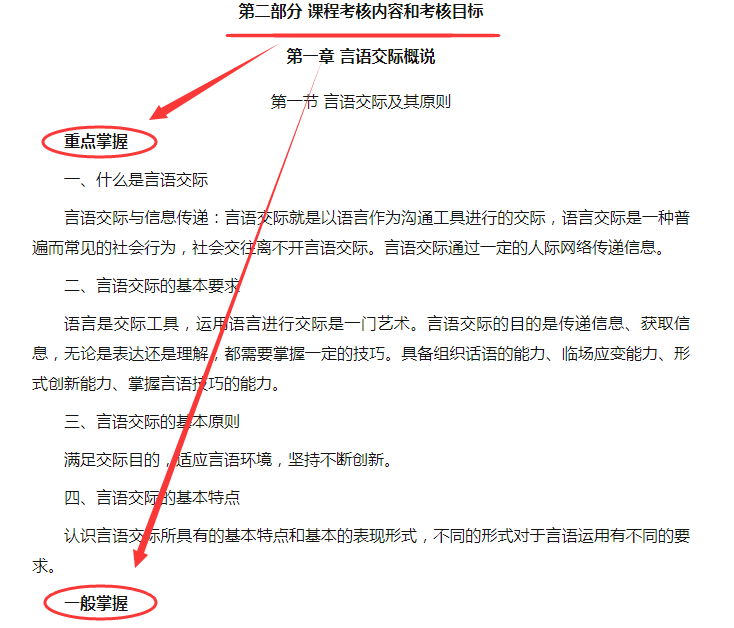 第二部分 课程考核内容和考核目标
第一章 言语交际概说
第一节 言语交际及其原则
重点掌握
一、什么是言语交际
言语交际与信息传递：言语交际就是以语言作为沟通工具进行的交际，语言交际是一种普
遍而常见的社会行为，社会交往离不开言语交际。言语交际通过一定的人际网络传递信息。
二、言语交际的基本要求
语言是交际工具，运用语言进行交际是一门艺术。言语交际的目的是传递信息、获取信
息，无论是表达还是理解，都需要掌握一定的技巧。具备组织话语的能力、临场应变能力、形
式创新能力、掌握言语技巧的能力。
三、言语交际的基本原则
满足交际目的，适应言语环境，坚持不断创新。
四、言语交际的基本特点
认识言语交际所具有的基本特点和基本的表现形式，不同的形式对于言语运用有不同的要
求。
一般掌握